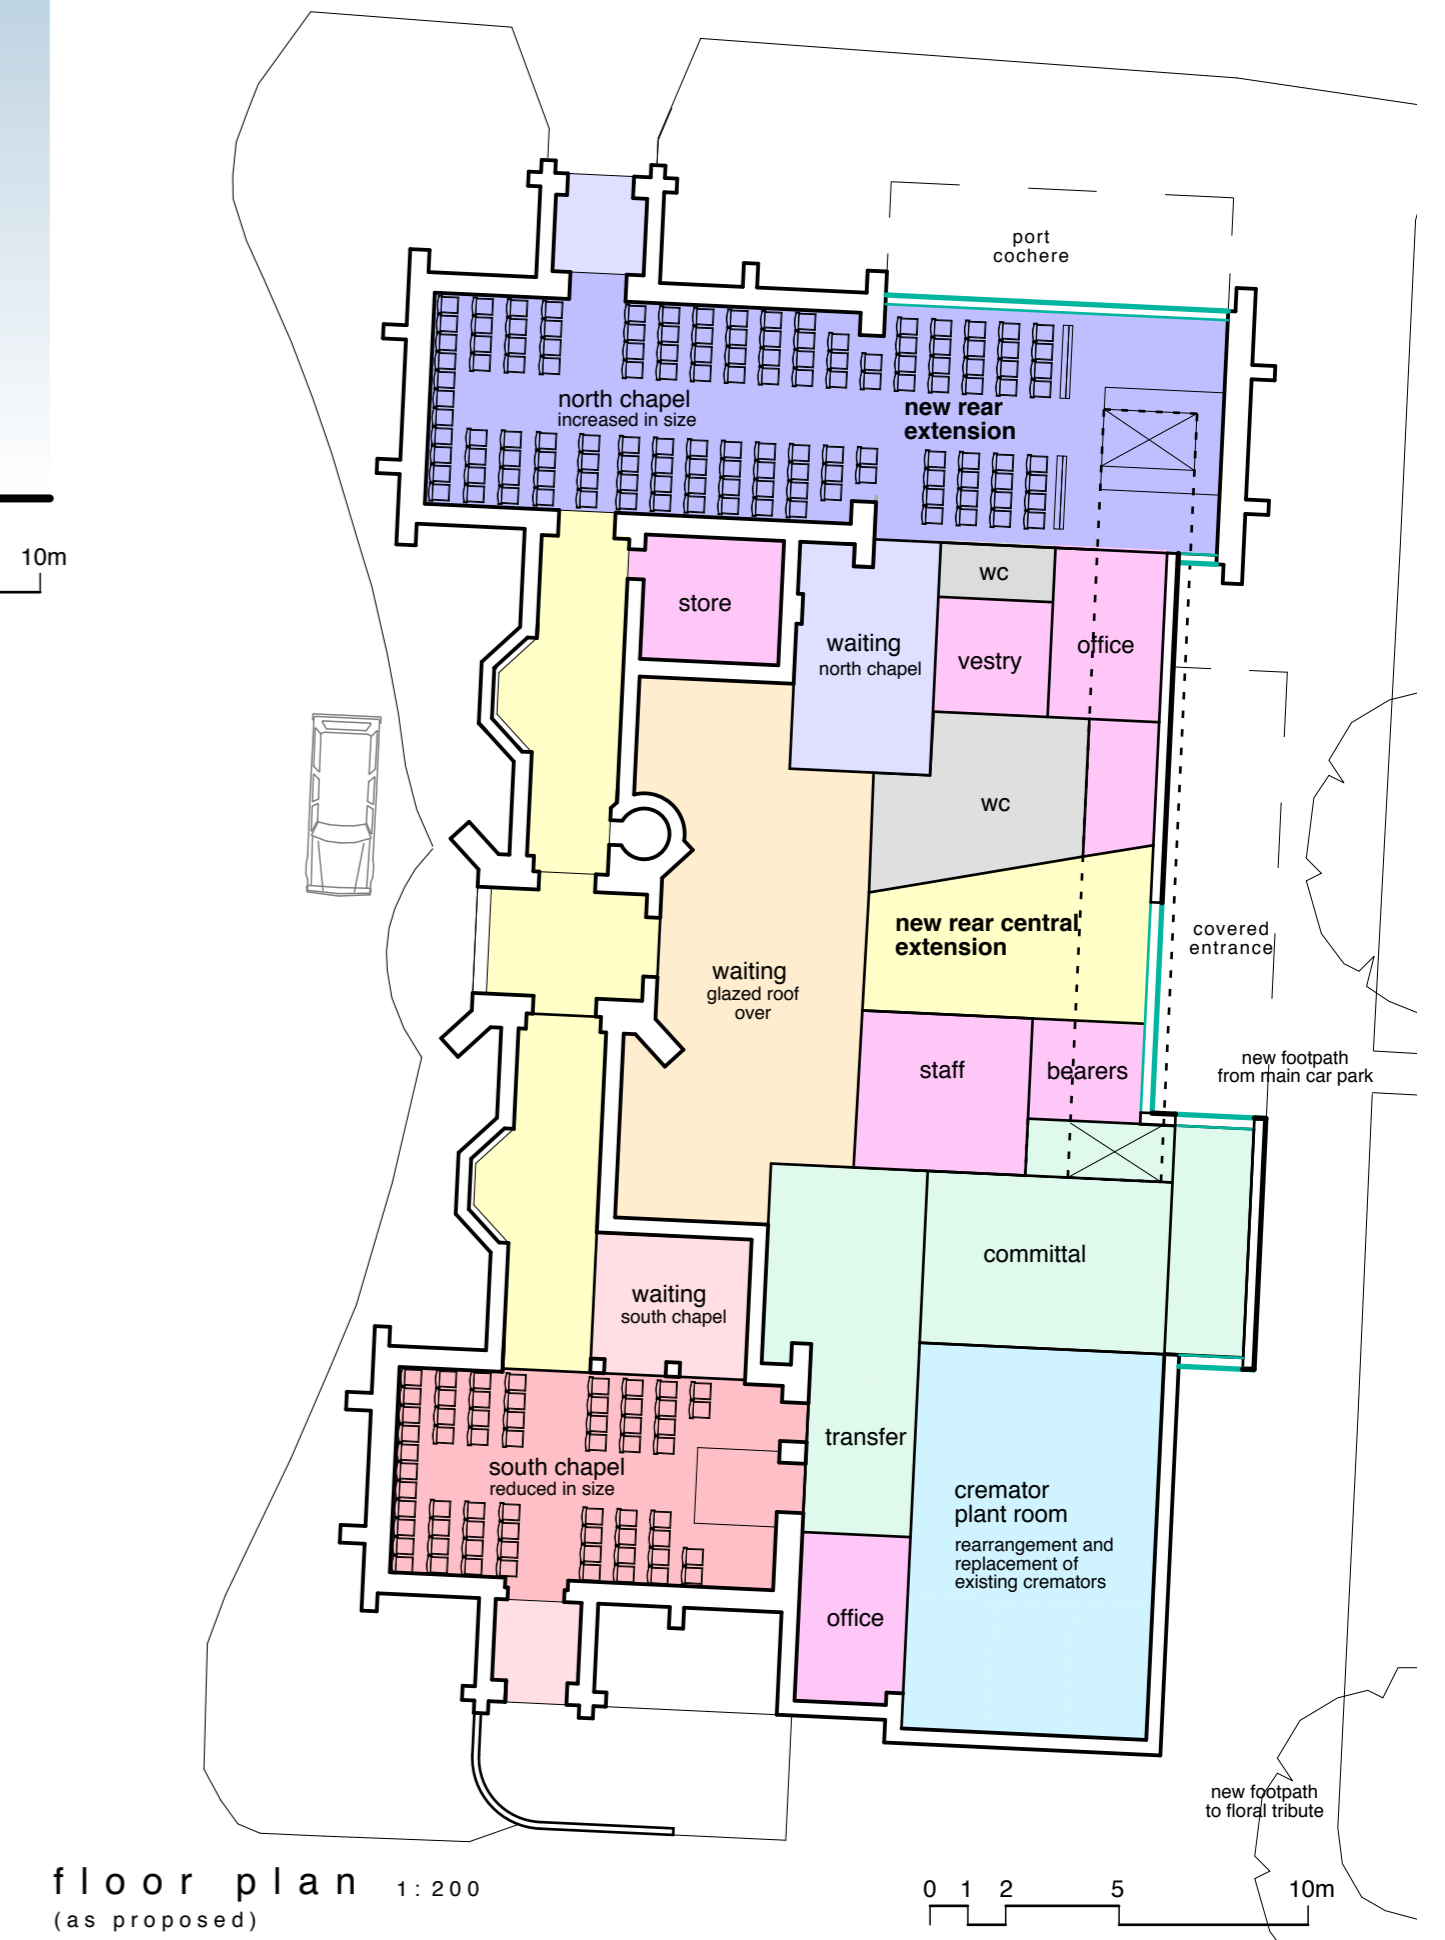 port
cochere
north chapel
increased in size
new rear
extension
10m
wc
store
waiting
north chapel
office
vestry
wc
new rear central
extension
covered
entrance
waiting
glazed roof
over
staff
bearers
new footpath
from main car park
committal
waiting
south chapel
transfer
south chapel
reduced in size
cremator
plant room
rearrangement and
replacement of
existing cremators
office
new footpath
to floral tribute
floor plan 1:200
(as proposed)
0 1 2 5 10m